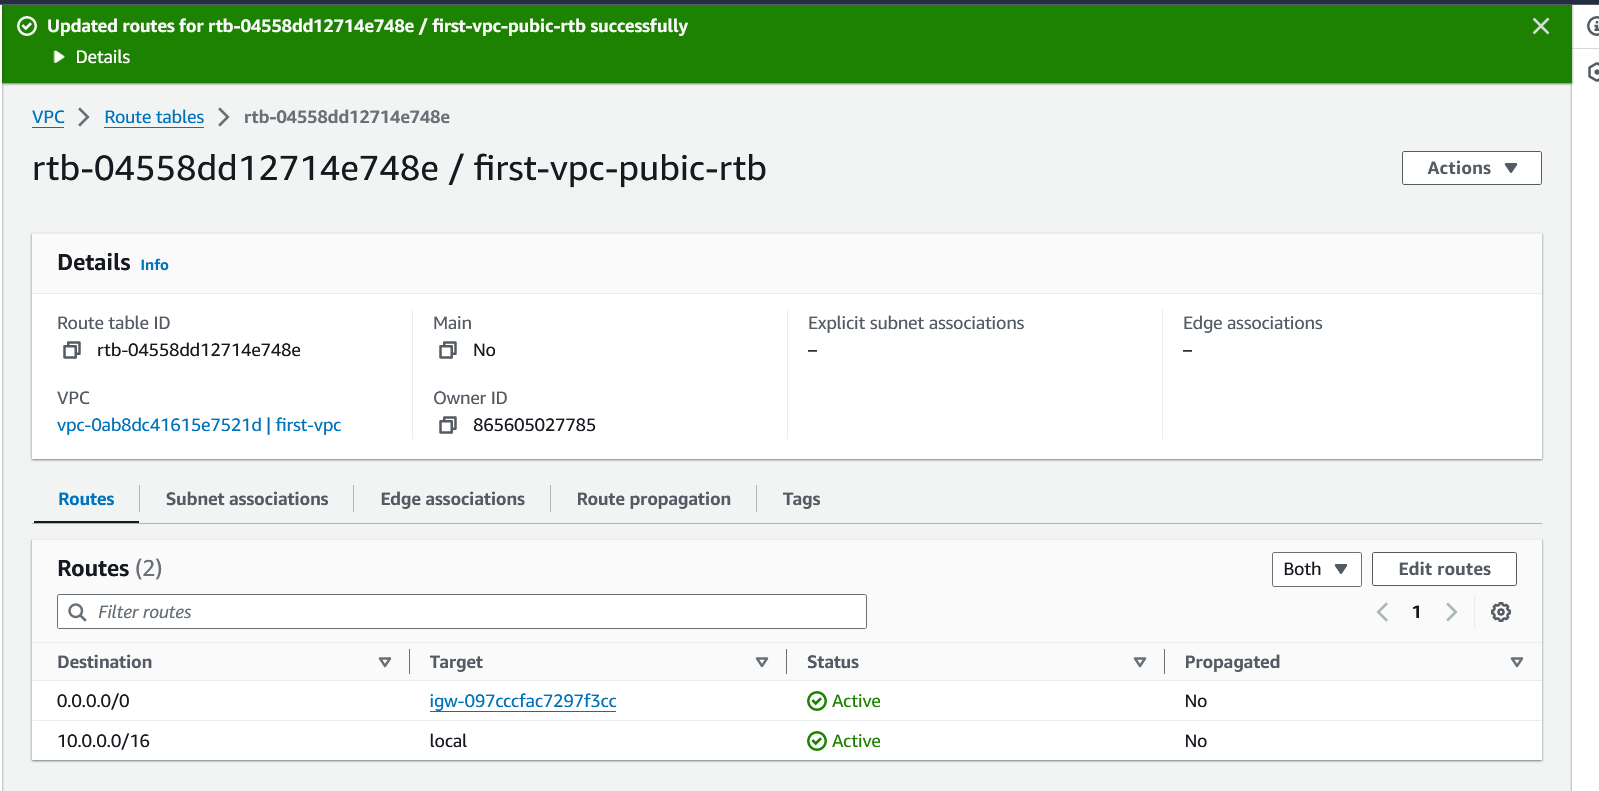 Updated routes for rtb-04558dd12714e748e / first-vpc-pubic-rtb successfully
Details
VPC > Route tables > rtb-04558dd12714e748e
rtb-04558dd12714e748e / first-vpc-pubic-rtb
Actions
Details Info
Route table ID
rtb-04558dd12714e748e
Main
No
Explicit subnet associations
–
Edge associations
–
VPC
vpc-0ab8dc41615e7521d | first-vpc
Owner ID
865605027785
Routes Subnet associations Edge associations Route propagation Tags
Routes (2)
Both
Edit routes
Filter routes
1
Destination Target Status Propagated
0.0.0.0/0 igw-097cccfac7297f3cc Active No
10.0.0.0/16 local Active No